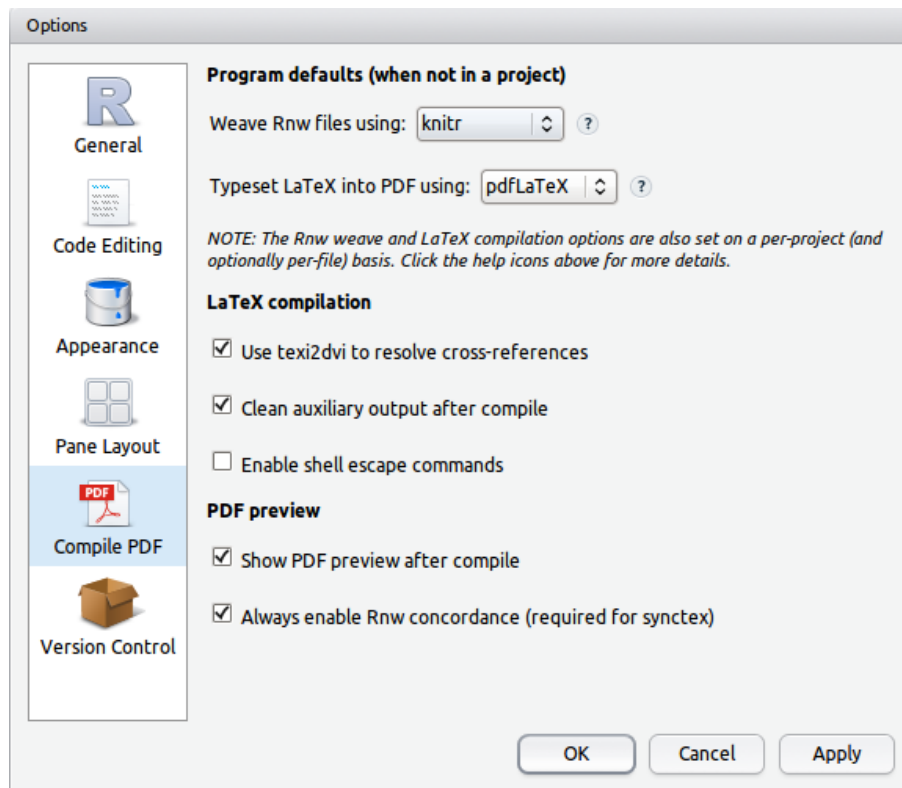 Options
R
General
Code Editing
Appearance
Pane Layout
PDF
Compile PDF
Version Control
Program defaults (when not in a project)
Weave Rnw files using: knitr ?
Typeset LaTeX into PDF using: pdfLaTeX ?
NOTE: The Rnw weave and LaTeX compilation options are also set on a per-project (and
optionally per-file) basis. Click the help icons above for more details.
LaTeX compilation
Use texi2dvi to resolve cross-references
Clean auxiliary output after compile
Enable shell escape commands
PDF preview
Show PDF preview after compile
Always enable Rnw concordance (required for synctex)
OK Cancel Apply